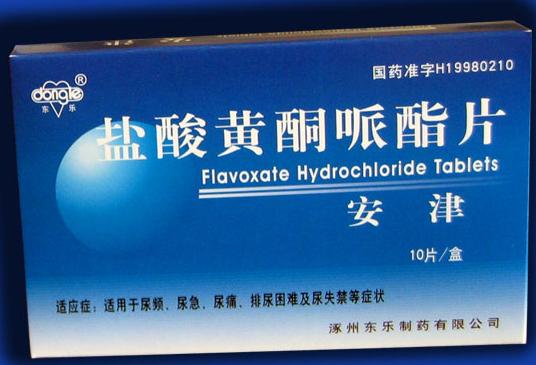 国药准字H19980210
dongle®
东乐
盐酸黄酮哌酯片
Flavoxate Hydrochloride Tablets
安津
10片/盒
适应症：适用于尿频、尿急、尿痛、排尿困难及尿失禁等症状
涿州东乐制药有限公司